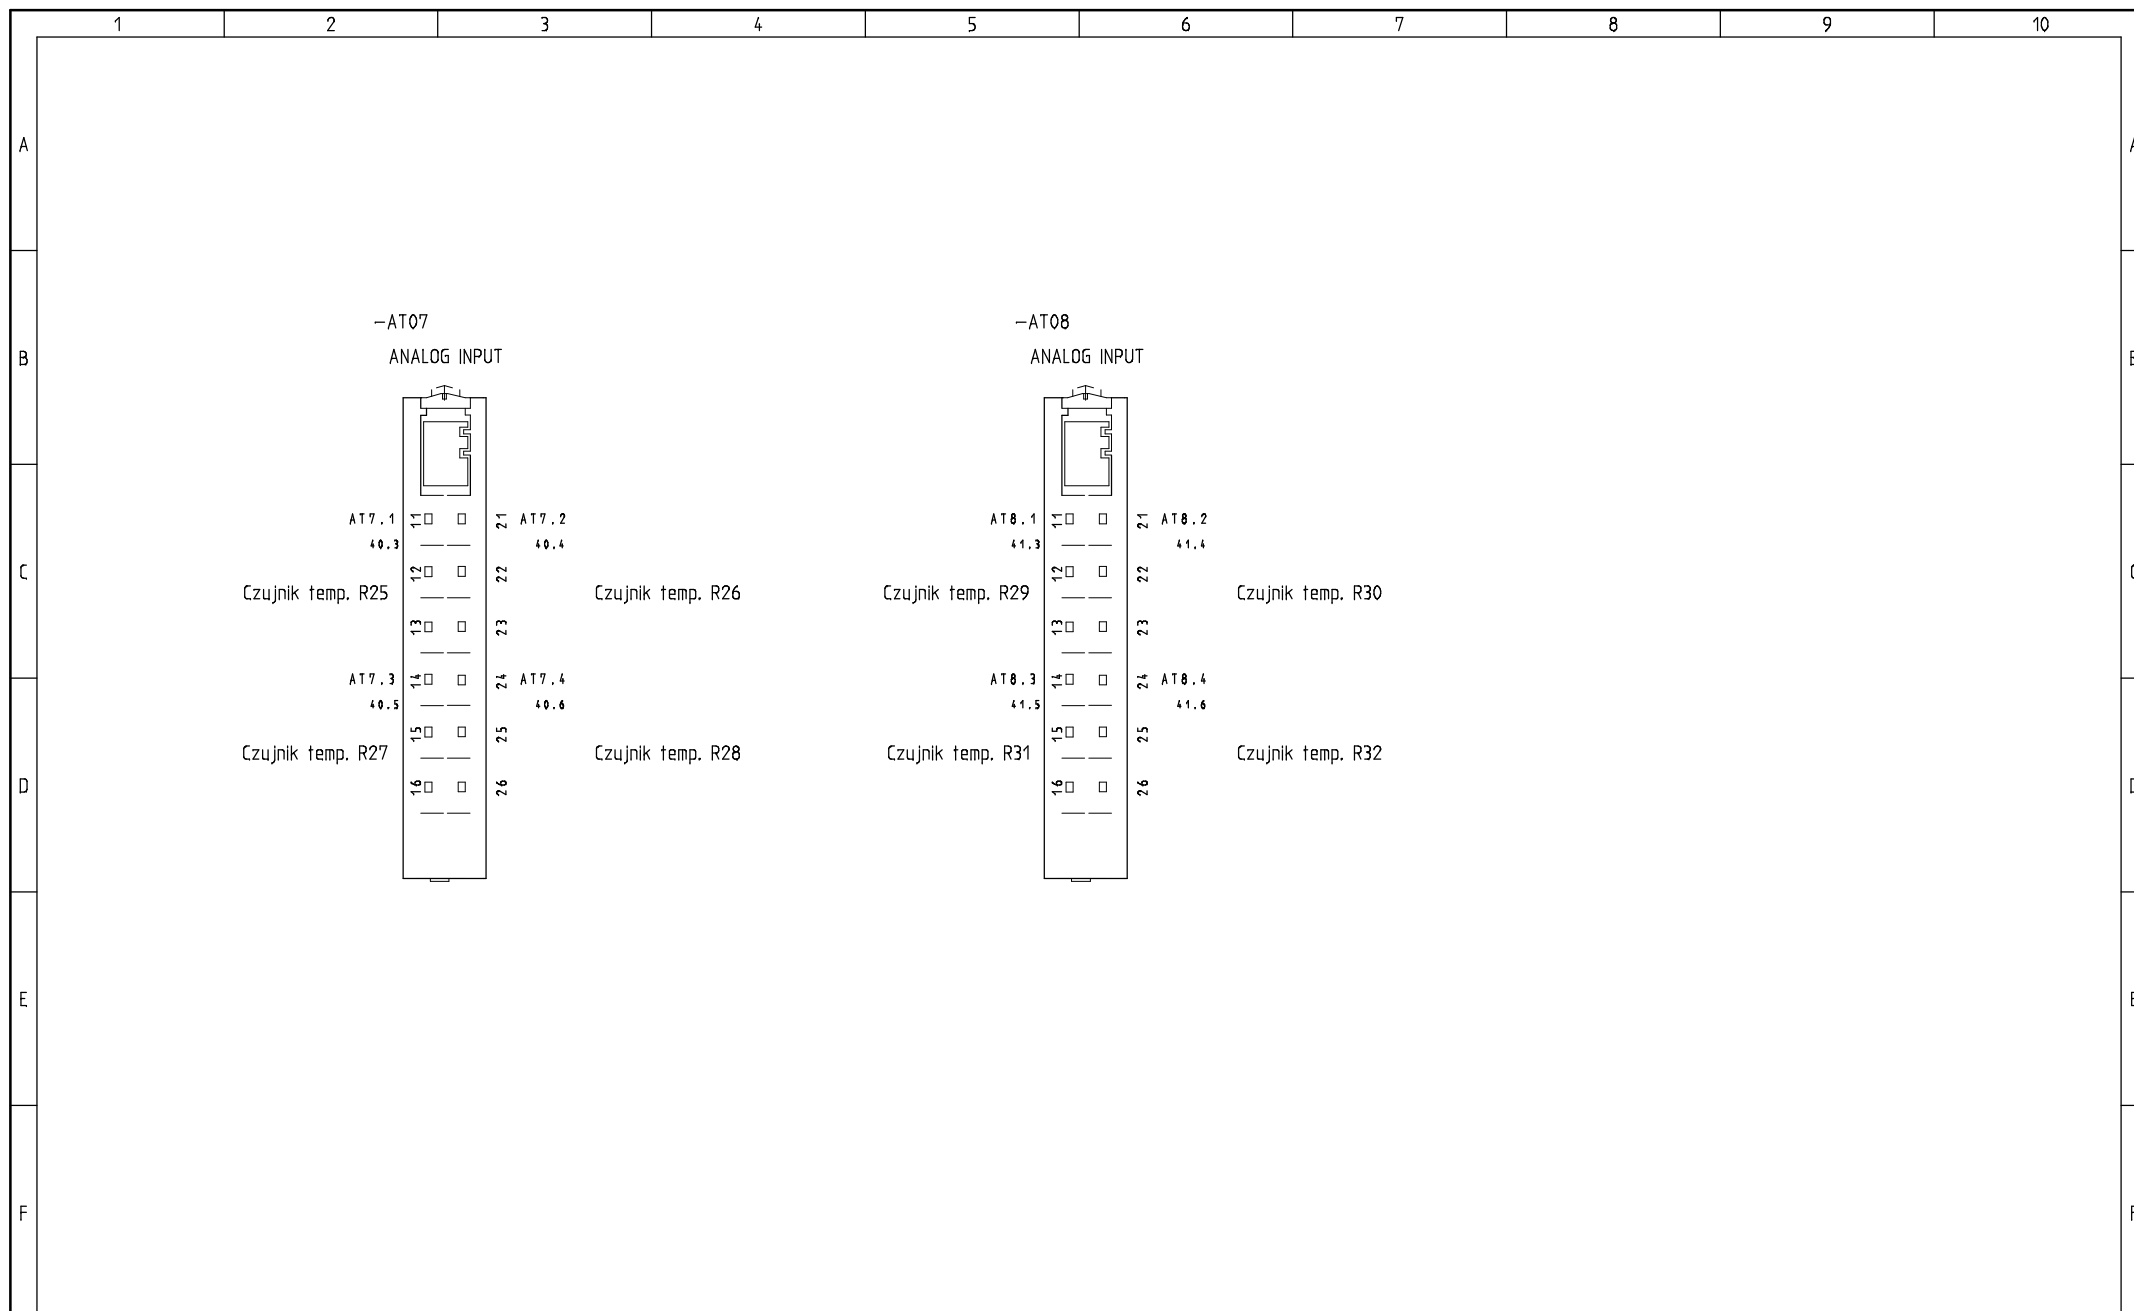 1 2 3 4 5 6 7 8 9 10
A A
-AT07 -AT08
B B
ANALOG INPUT ANALOG INPUT
AT7.1 11 21 AT7.2 AT8.1 11 21 AT8.2
40.3 40.4 41.3 41.4
C 12 22 12 22 C
Czujnik temp. R25 Czujnik temp. R26 Czujnik temp. R29 Czujnik temp. R30
13 23 13 23
AT7.3 14 24 AT7.4 AT8.3 14 24 AT8.4
40.5 40.6 41.5 41.6
15 25 15 25
Czujnik temp. R27 Czujnik temp. R28 Czujnik temp. R31 Czujnik temp. R32
D 16 26 16 26 D
E E
F F